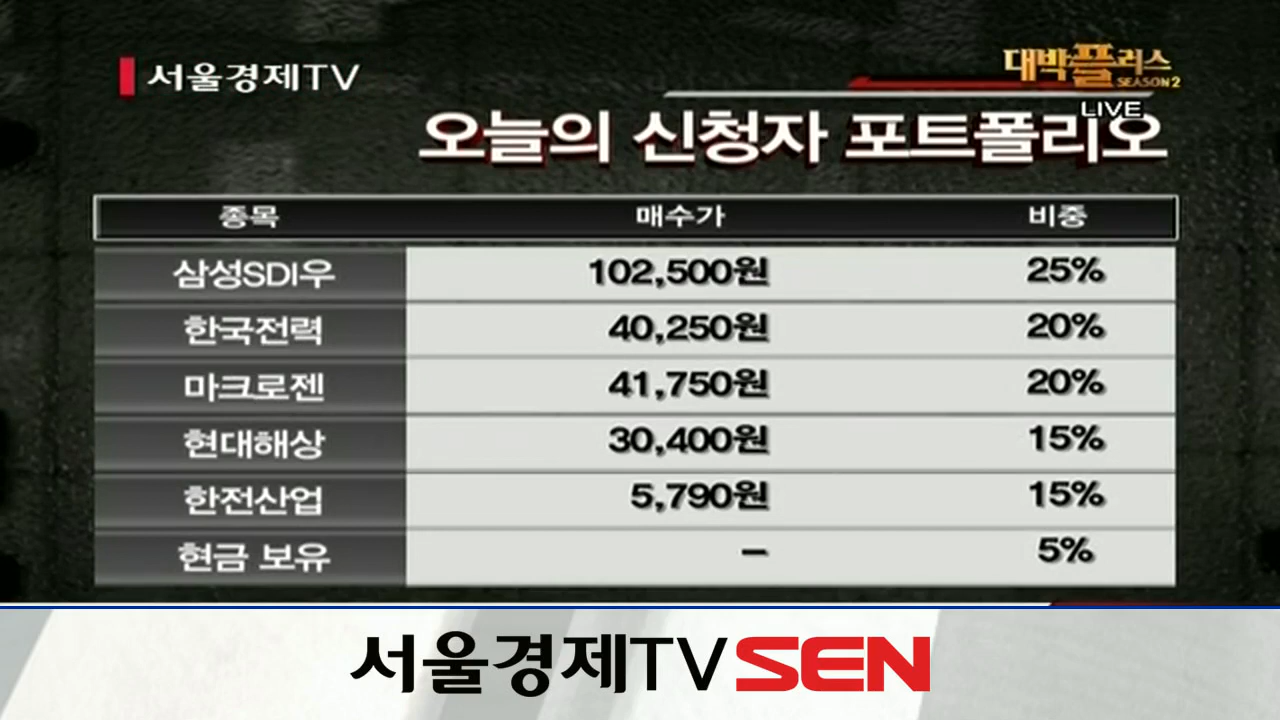 서울경제TV
대박플러스
SEASON2
LIVE
오늘의 신청자 포트폴리오
종목 매수가 비중
삼성SDI우 102,500원 25%
한국전력 40,250원 20%
마크로젠 41,750원 20%
현대해상 30,400원 15%
한전산업 5,790원 15%
현금 보유 – 5%
서울경제TV SEN